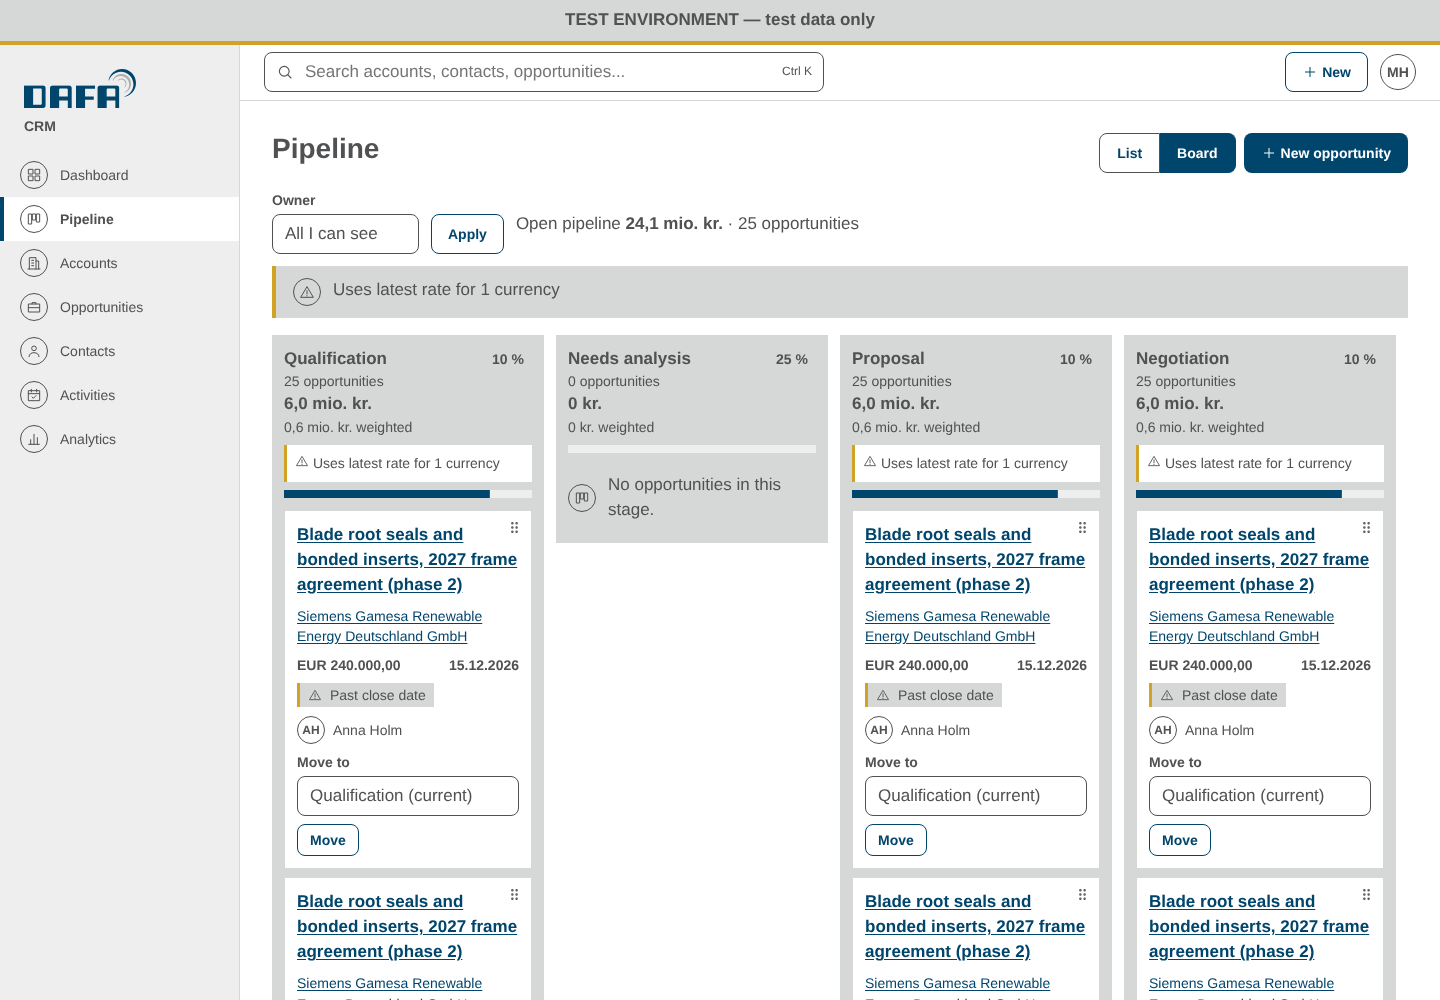 TEST ENVIRONMENT — test data only
DAFA
CRM
Search accounts, contacts, opportunities...
Ctrl K
New
MH
Dashboard
Pipeline
Accounts
Opportunities
Contacts
Activities
Analytics
Pipeline
List
Board
New opportunity
Owner
All I can see
Apply
Open pipeline 24,1 mio. kr. · 25 opportunities
Uses latest rate for 1 currency
Qualification 10 %
25 opportunities
6,0 mio. kr.
0,6 mio. kr. weighted
Uses latest rate for 1 currency
Blade root seals and
bonded inserts, 2027 frame
agreement (phase 2)
Siemens Gamesa Renewable
Energy Deutschland GmbH
EUR 240.000,00 15.12.2026
Past close date
AH Anna Holm
Move to
Qualification (current)
Move
Blade root seals and
bonded inserts, 2027 frame
agreement (phase 2)
Siemens Gamesa Renewable
Needs analysis 25 %
0 opportunities
0 kr.
0 kr. weighted
No opportunities in this
stage.
Proposal 10 %
25 opportunities
6,0 mio. kr.
0,6 mio. kr. weighted
Uses latest rate for 1 currency
Blade root seals and
bonded inserts, 2027 frame
agreement (phase 2)
Siemens Gamesa Renewable
Energy Deutschland GmbH
EUR 240.000,00 15.12.2026
Past close date
AH Anna Holm
Move to
Qualification (current)
Move
Blade root seals and
bonded inserts, 2027 frame
agreement (phase 2)
Siemens Gamesa Renewable
Negotiation 10 %
25 opportunities
6,0 mio. kr.
0,6 mio. kr. weighted
Uses latest rate for 1 currency
Blade root seals and
bonded inserts, 2027 frame
agreement (phase 2)
Siemens Gamesa Renewable
Energy Deutschland GmbH
EUR 240.000,00 15.12.2026
Past close date
AH Anna Holm
Move to
Qualification (current)
Move
Blade root seals and
bonded inserts, 2027 frame
agreement (phase 2)
Siemens Gamesa Renewable